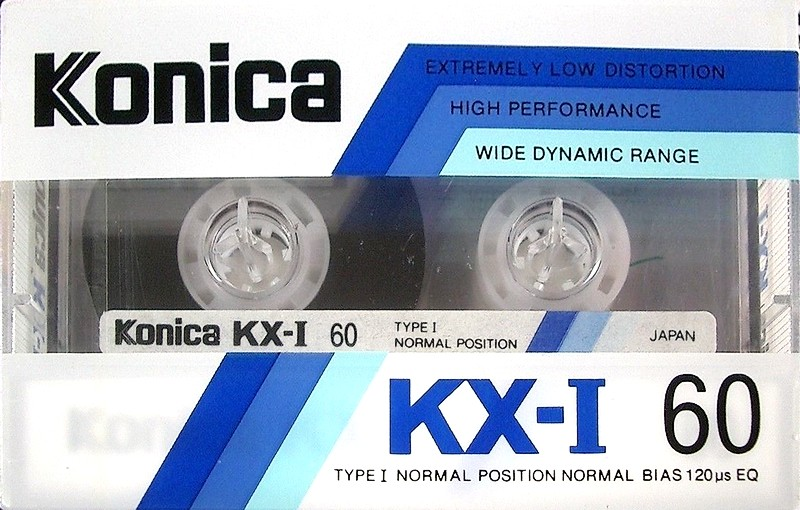 Konica
EXTREMELY LOW DISTORTION
HIGH PERFORMANCE
WIDE DYNAMIC RANGE
Konica KX-I 60
TYPE I
NORMAL POSITION
JAPAN
KX-I 60
TYPE I NORMAL POSITION NORMAL BIAS 120µs EQ